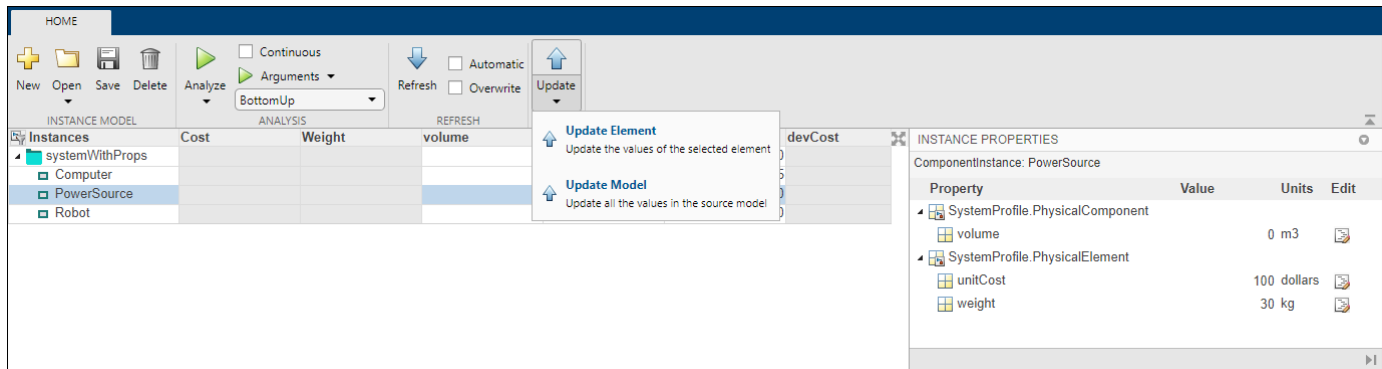 HOME
New Open Save Delete
INSTANCE MODEL
Analyze
Continuous
Arguments
BottomUp
ANALYSIS
Refresh
Automatic
Overwrite
REFRESH
Update
Update Element
Update the values of the selected element
Update Model
Update all the values in the source model
Instances Cost Weight volume devCost
systemWithProps
Computer
PowerSource
Robot
INSTANCE PROPERTIES
ComponentInstance: PowerSource
Property Value Units Edit
SystemProfile.PhysicalComponent
volume 0 m3
SystemProfile.PhysicalElement
unitCost 100 dollars
weight 30 kg